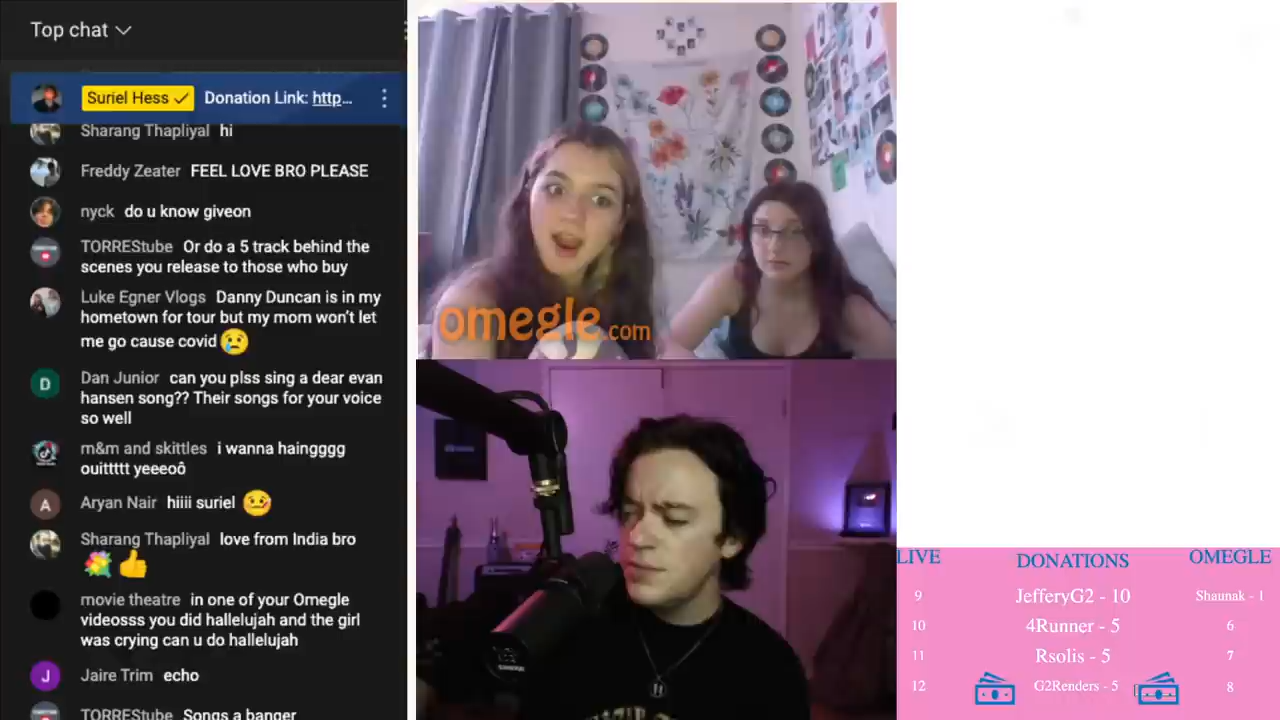 Top chat
Suriel Hess Donation Link: http...
Sharang Thapliyal hi
Freddy Zeater FEEL LOVE BRO PLEASE
nyck do u know giveon
TORREStube Or do a 5 track behind the
scenes you release to those who buy
Luke Egner Vlogs Danny Duncan is in my
hometown for tour but my mom won't let
me go cause covid
Dan Junior can you plss sing a dear evan
hansen song?? Their songs for your voice
so well
m&m and skittles i wanna haingggg
ouittttt yeeeoô
Aryan Nair hiiii suriel
Sharang Thapliyal love from India bro
movie theatre in one of your Omegle
videosss you did hallelujah and the girl
was crying can u do hallelujah
Jaire Trim echo
TORREStube Songs a banger
D
A
J
omegle.com
LIVE DONATIONS OMEGLE
9 JefferyG2 - 10 Shaunak - 1
10 4Runner - 5 6
11 Rsolis - 5 7
12 G2Renders - 5 8